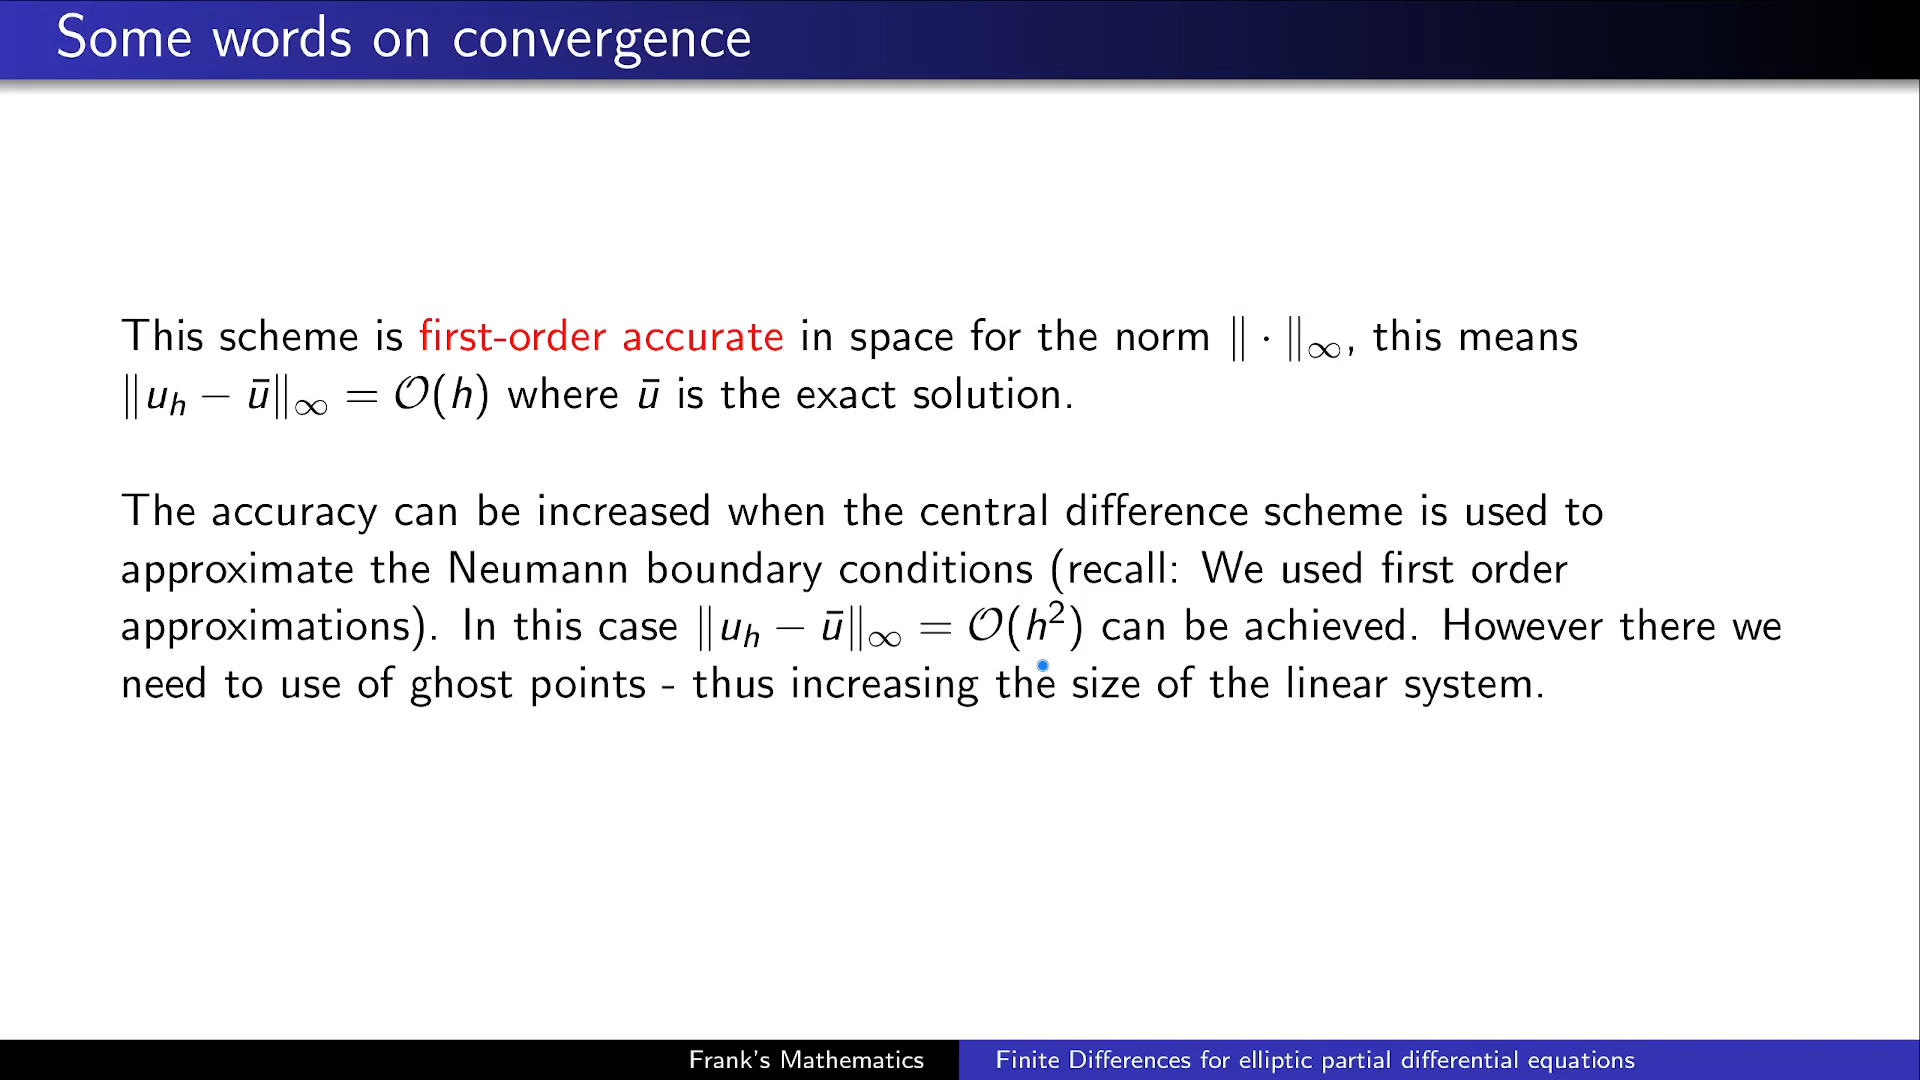 Some words on convergence
This scheme is first-order accurate in space for the norm ‖ · ‖∞, this means
‖uₕ − ū‖∞ = 𝒪(h) where ū is the exact solution.
The accuracy can be increased when the central difference scheme is used to
approximate the Neumann boundary conditions (recall: We used first order
approximations). In this case ‖uₕ − ū‖∞ = 𝒪(h²) can be achieved. However there we
need to use of ghost points - thus increasing the size of the linear system.
Frank's Mathematics
Finite Differences for elliptic partial differential equations